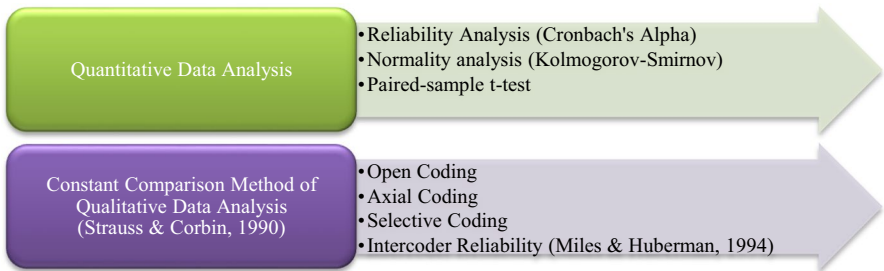 Quantitative Data Analysis
•Reliability Analysis (Cronbach's Alpha)
•Normality analysis (Kolmogorov-Smirnov)
•Paired-sample t-test
Constant Comparison Method of
Qualitative Data Analysis
(Strauss & Corbin, 1990)
•Open Coding
•Axial Coding
•Selective Coding
•Intercoder Reliability (Miles & Huberman, 1994)